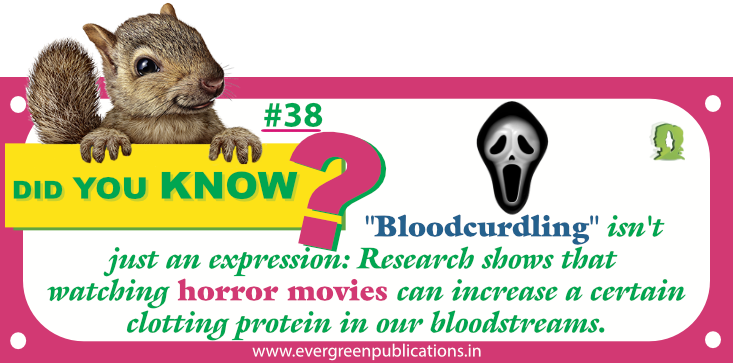 #38
DID YOU KNOW
?
"Bloodcurdling" isn't
just an expression: Research shows that
watching horror movies can increase a certain
clotting protein in our bloodstreams.
www.evergreenpublications.in